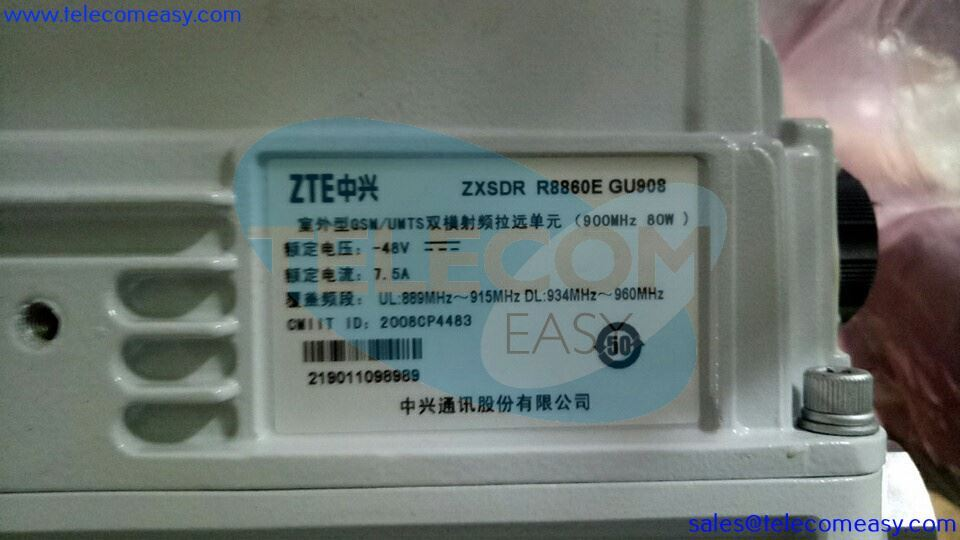 www.telecomeasy.com
ZTE中兴 ZXSDR R8860E GU908
室外型GSM/UMTS双模射频拉远单元 (900MHz 80W)
额定电压: -48V
额定电流: 7.5A
覆盖频段: UL:889MHz~915MHz DL:934MHz~960MHz
CMIIT ID: 2008CP4483
TELECOM
EASY
50
219011098989
中兴通讯股份有限公司
sales@telecomeasy.com